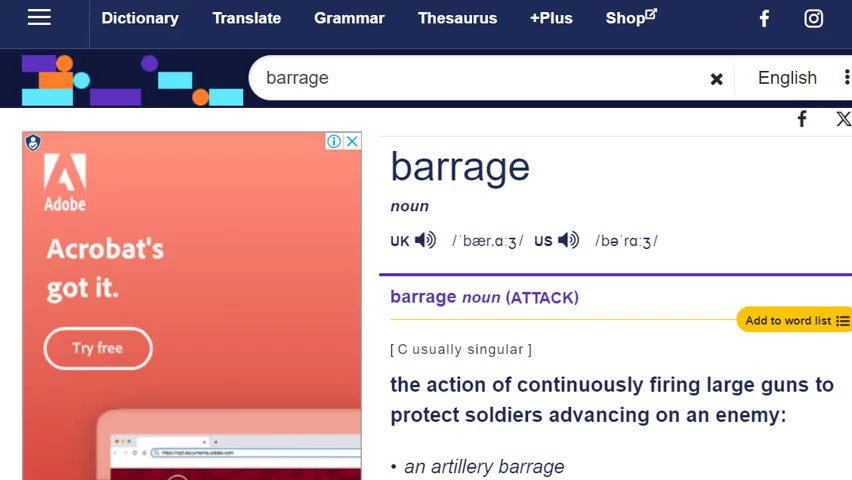 Dictionary Translate Grammar Thesaurus +Plus Shop
barrage English
Adobe
Acrobat's
got it.
Try free
barrage
noun
UK /ˈbær.ɑːʒ/ US /bəˈrɑːʒ/
barrage noun (ATTACK)
Add to word list
[ C usually singular ]
the action of continuously firing large guns to
protect soldiers advancing on an enemy:
• an artillery barrage